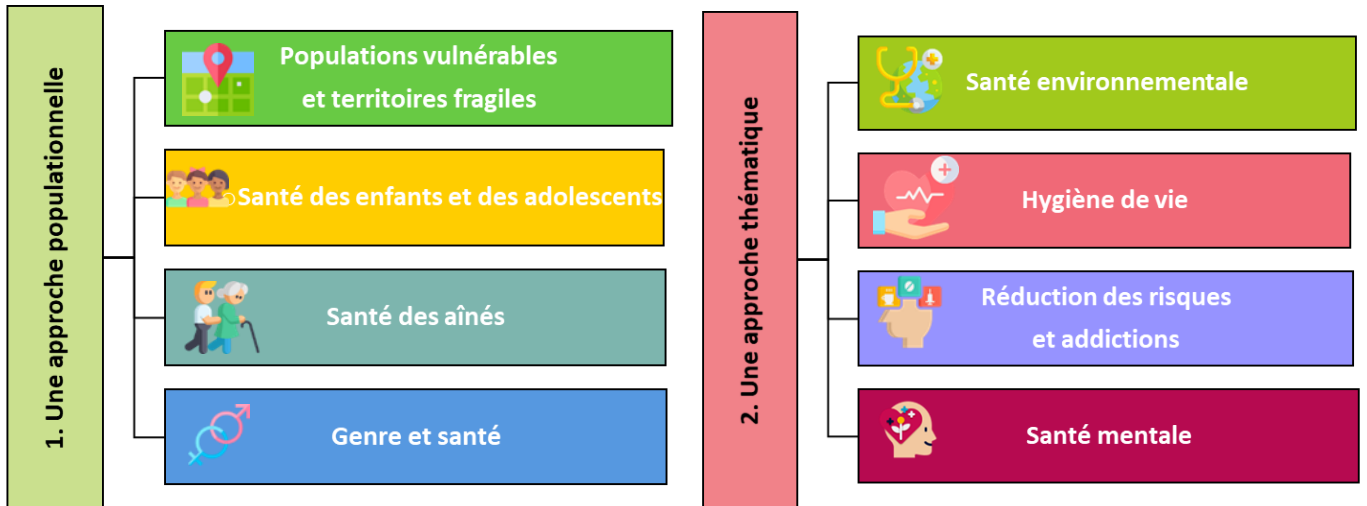 1. Une approche populationnelle
Populations vulnérables
et territoires fragiles
Santé des enfants et des adolescents
Santé des aînés
Genre et santé
2. Une approche thématique
Santé environnementale
Hygiène de vie
Réduction des risques
et addictions
Santé mentale